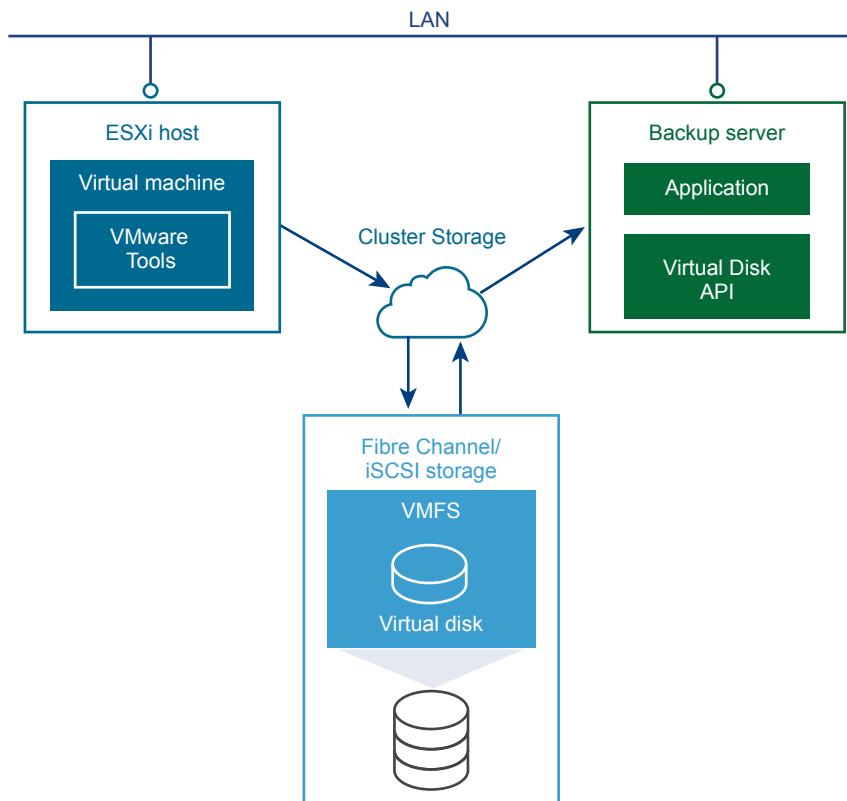 LAN
ESXi host
Virtual machine
VMware
Tools
Cluster Storage
Backup server
Application
Virtual Disk
API
Fibre Channel/
iSCSI storage
VMFS
Virtual disk